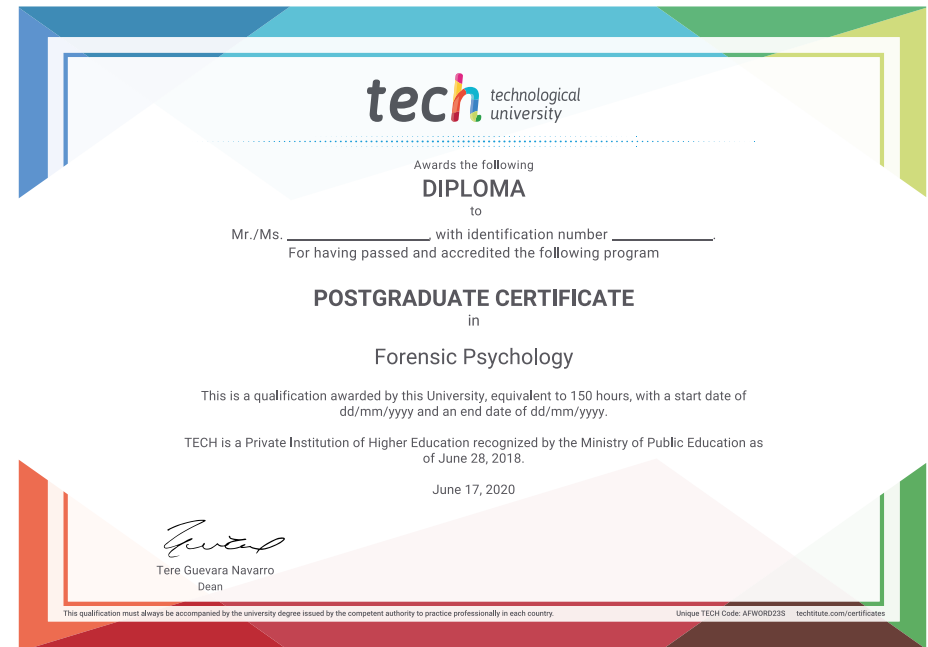 tech technological
university
Awards the following
DIPLOMA
to
Mr./Ms. ____________________, with identification number ______________.
For having passed and accredited the following program
POSTGRADUATE CERTIFICATE
in
Forensic Psychology
This is a qualification awarded by this University, equivalent to 150 hours, with a start date of
dd/mm/yyyy and an end date of dd/mm/yyyy.
TECH is a Private Institution of Higher Education recognized by the Ministry of Public Education as
of June 28, 2018.
June 17, 2020
Tere Guevara Navarro
Dean
This qualification must always be accompanied by the university degree issued by the competent authority to practice professionally in each country. Unique TECH Code: AFWORD23S techtitute.com/certificates